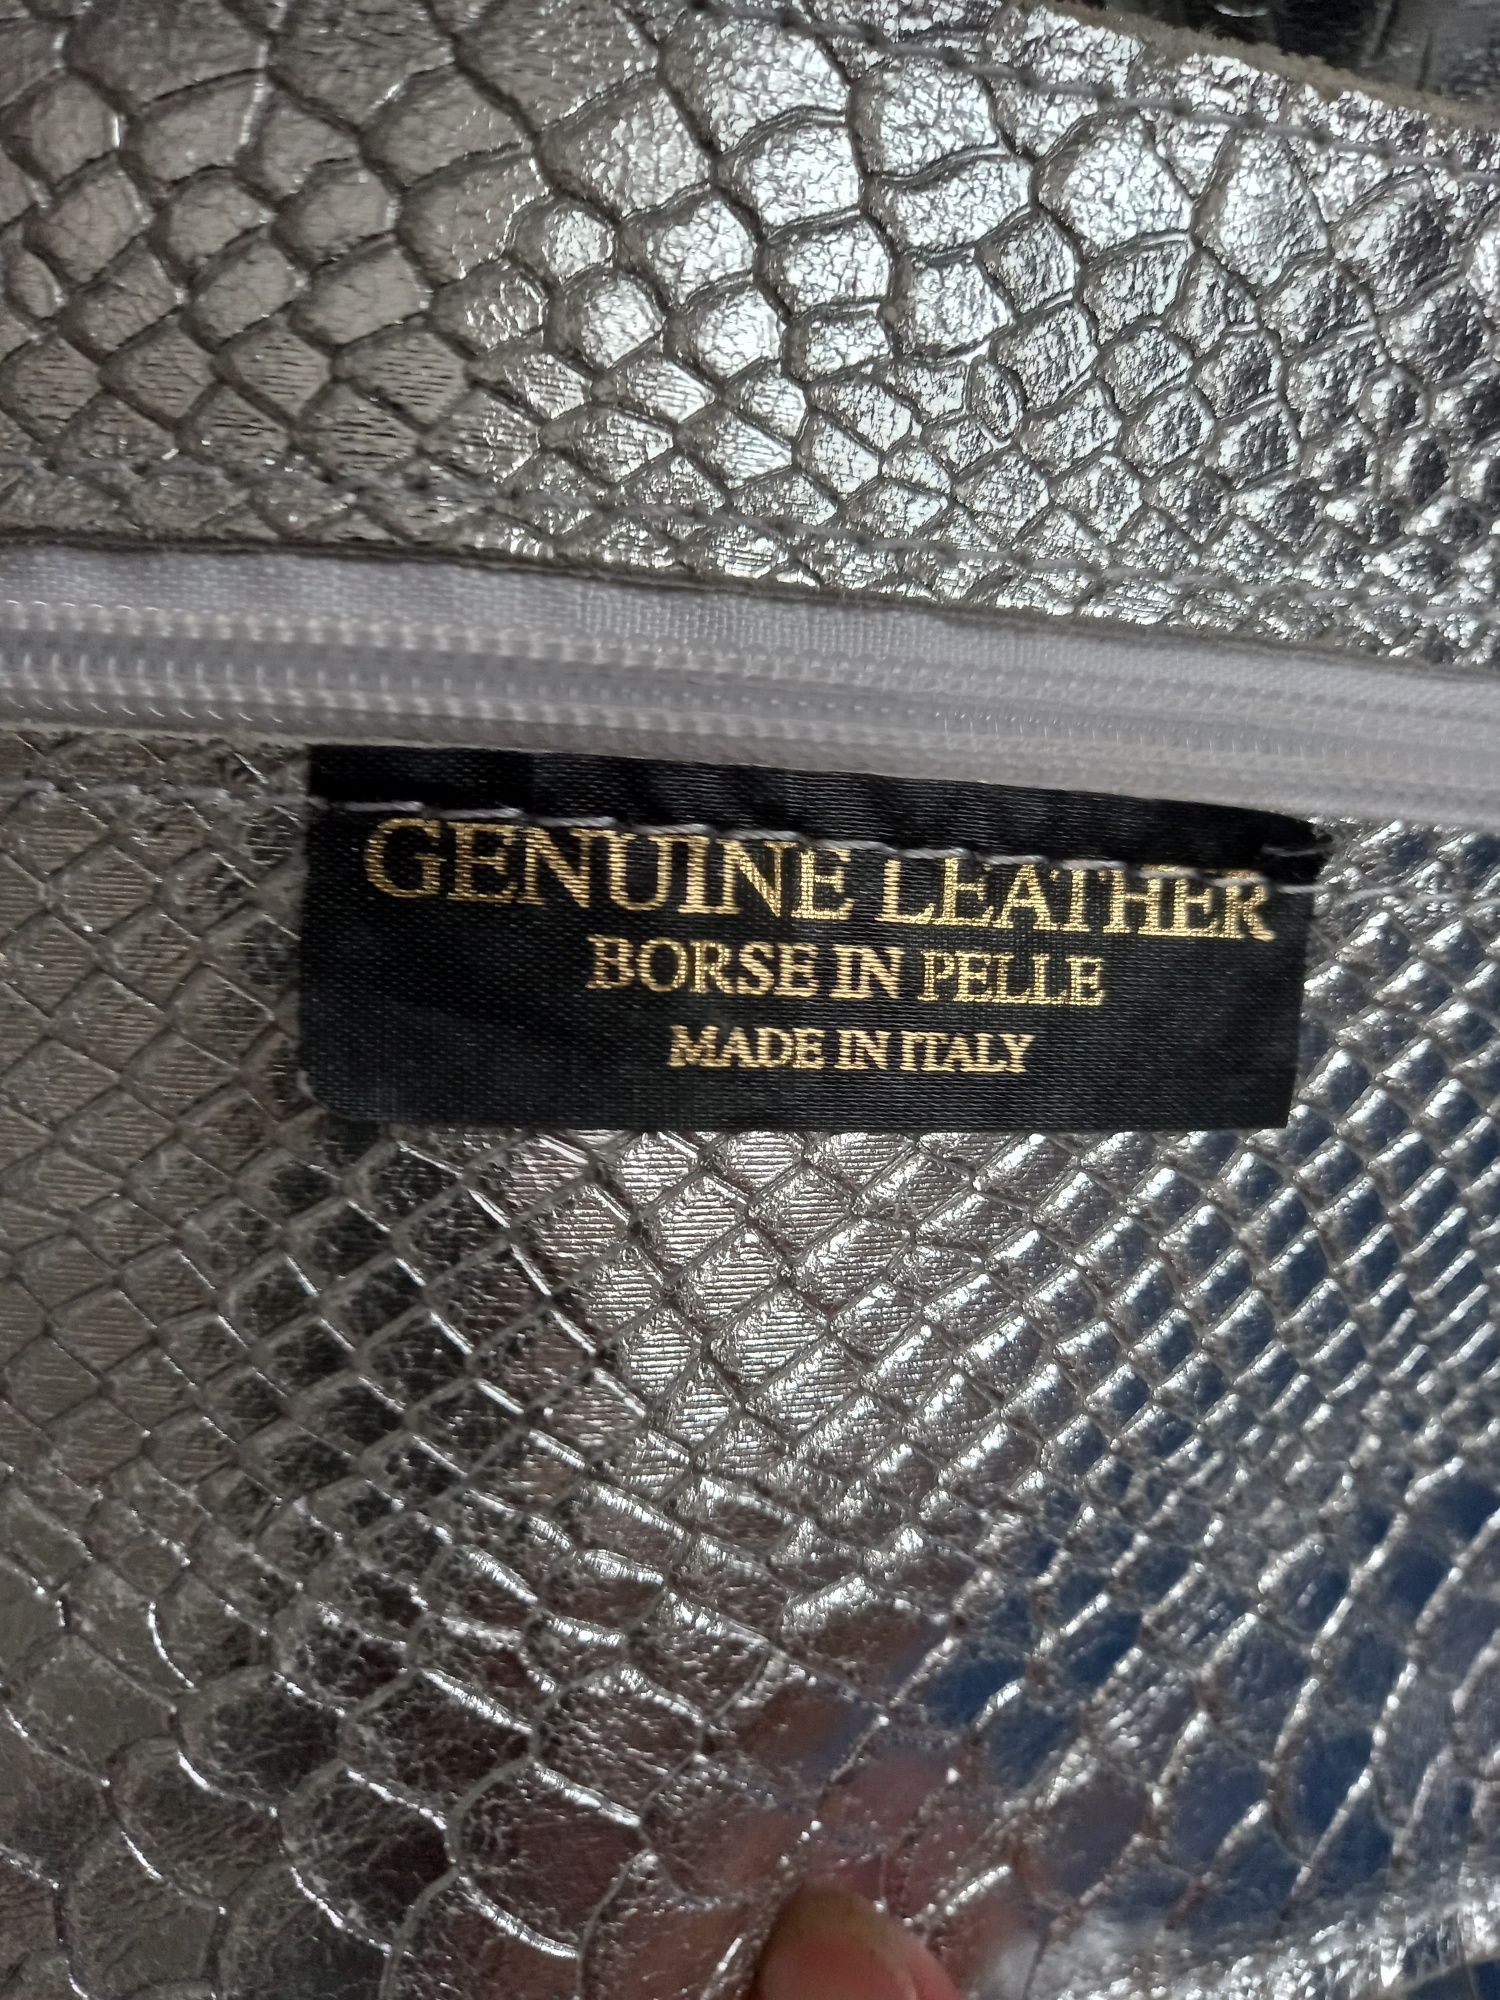 GENUINE LEATHER
BORSE IN PELLE
MADE IN ITALY